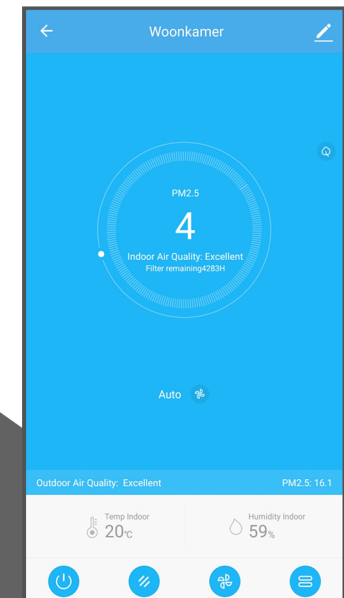 Woonkamer
PM2.5
4
Indoor Air Quality: Excellent
Filter remaining4283H
Auto
Outdoor Air Quality: Excellent PM2.5: 16.1
Temp Indoor
20℃
Humidity Indoor
59%